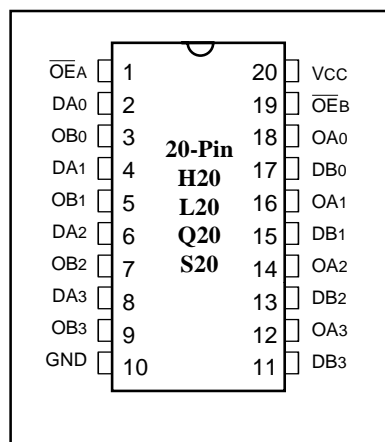 O̅E̅A 1 20 VCC
DA0 2 19 O̅E̅B
OB0 3 18 OA0
DA1 4 17 DB0
OB1 5 16 OA1
DA2 6 15 DB1
OB2 7 14 OA2
DA3 8 13 DB2
OB3 9 12 OA3
GND 10 11 DB3
20-Pin
H20
L20
Q20
S20